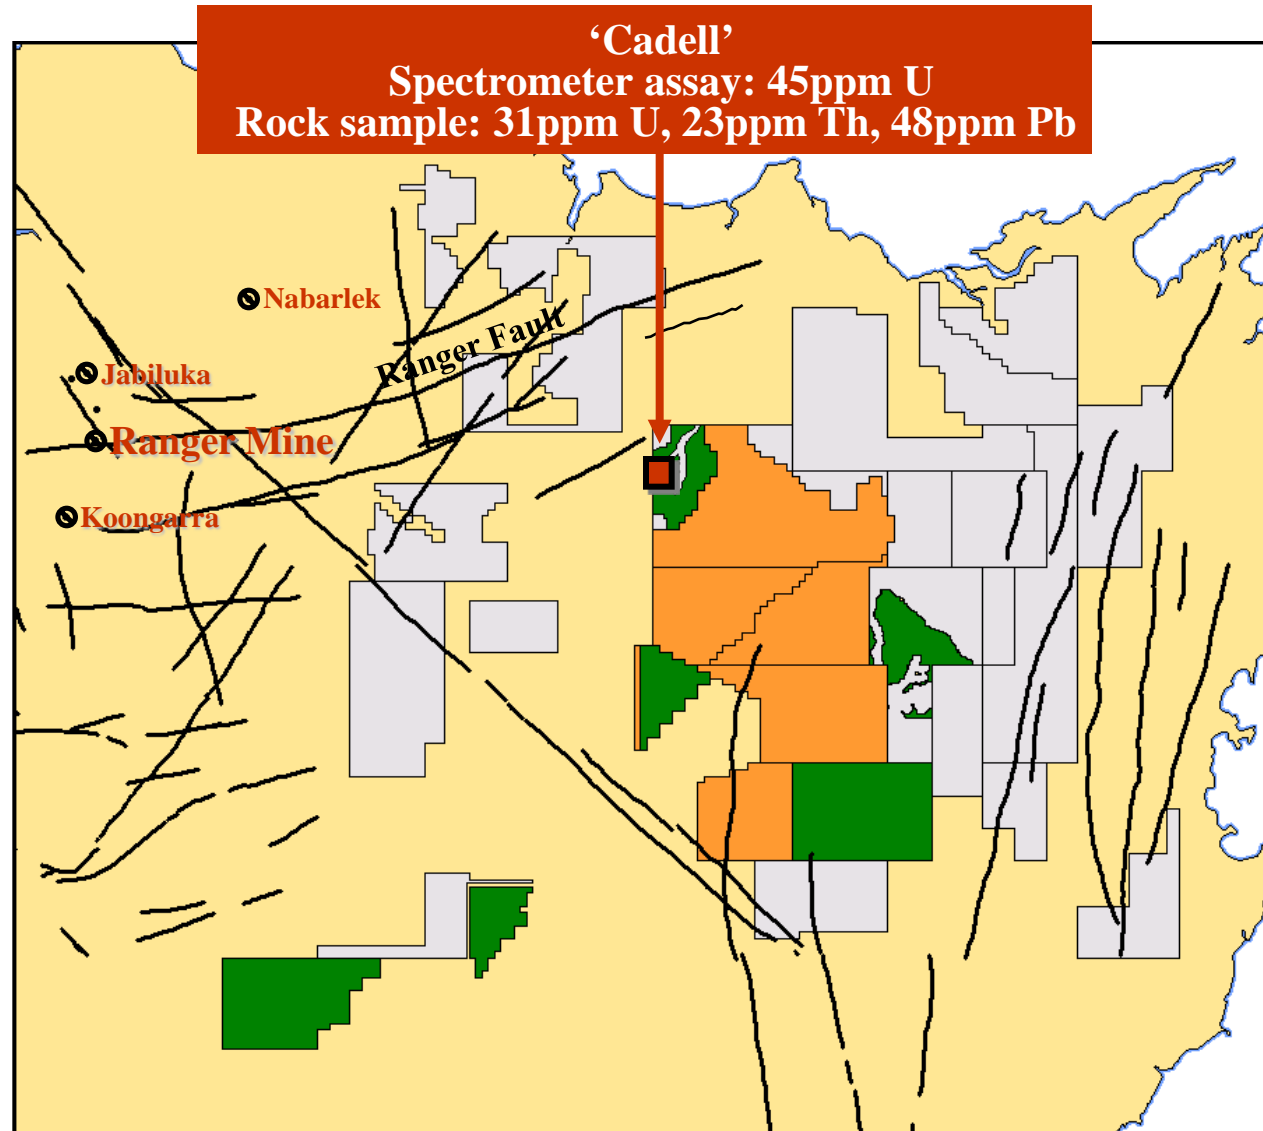 ‘Cadell’
Spectrometer assay: 45ppm U
Rock sample: 31ppm U, 23ppm Th, 48ppm Pb
Nabarlek
Ranger Fault
Jabiluka
Ranger Mine
Koongarra